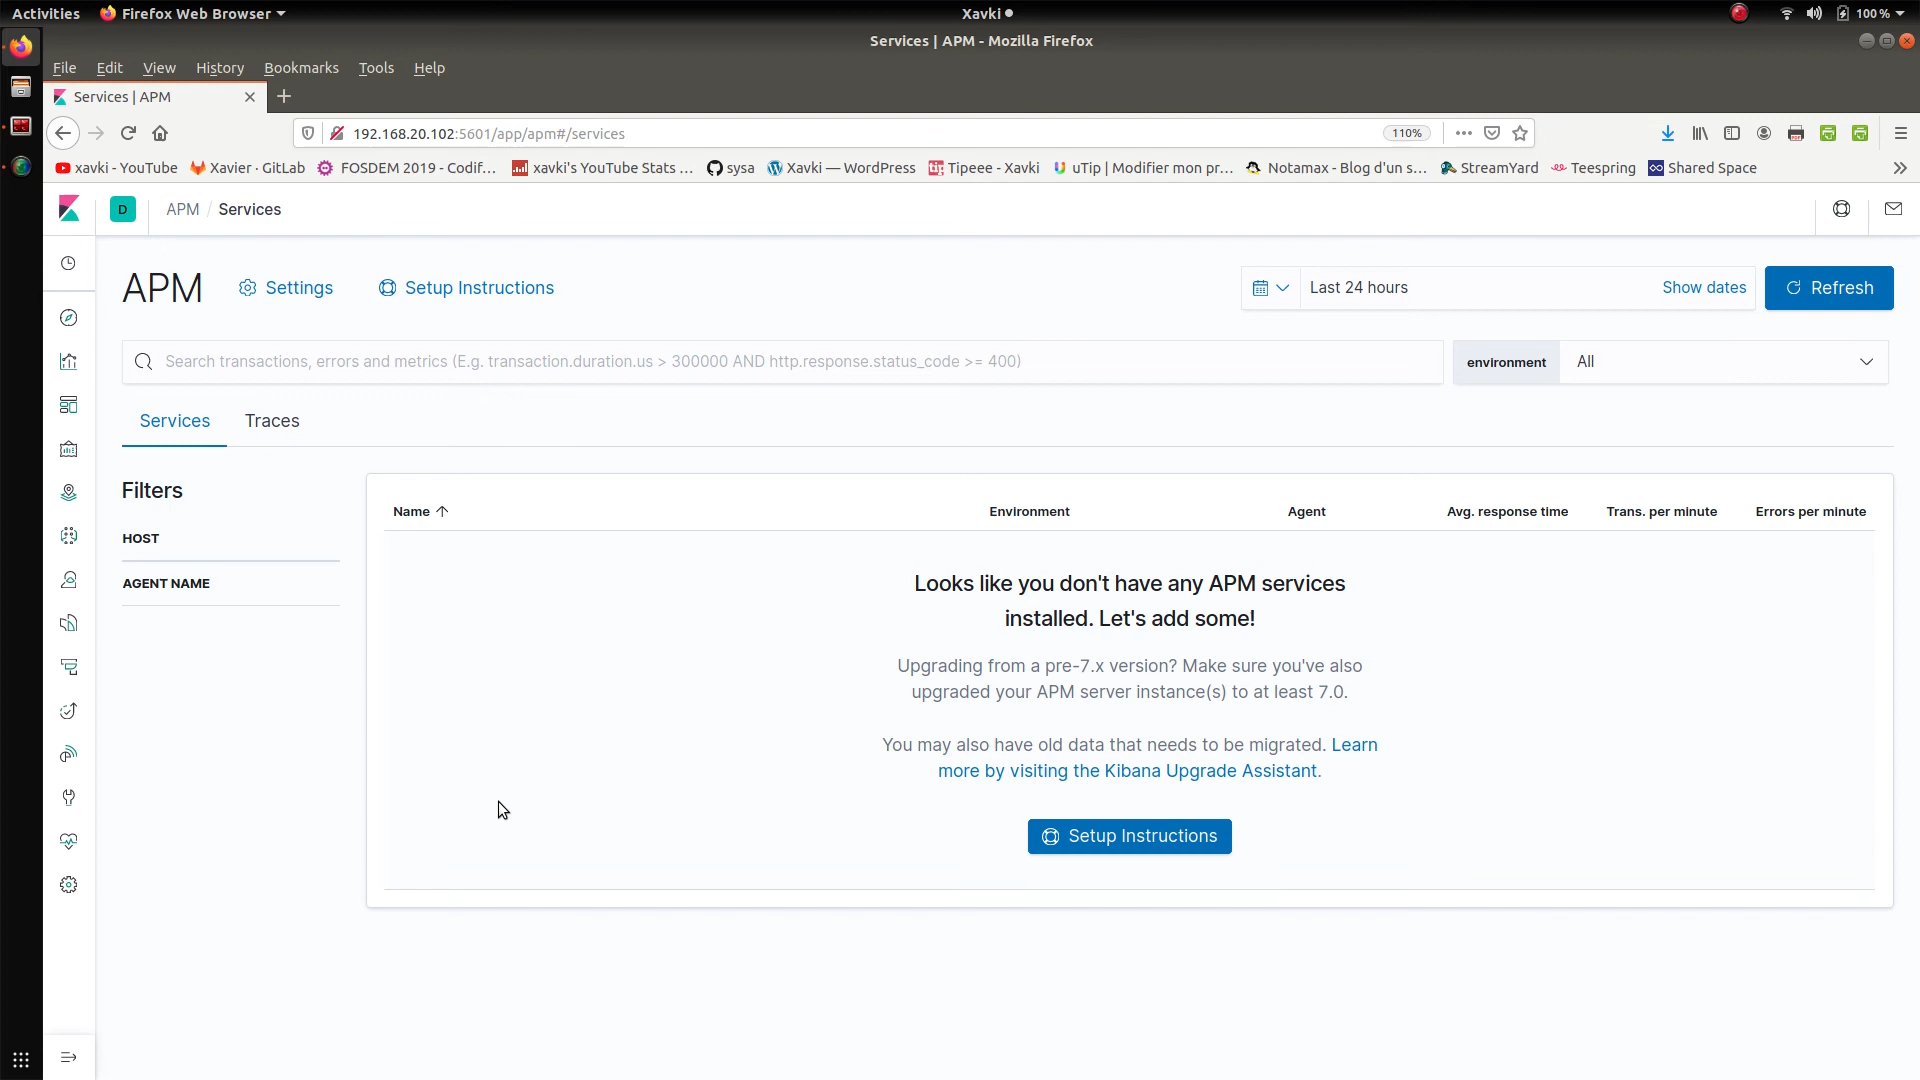 Activities Firefox Web Browser Xavki 100 %
Services | APM - Mozilla Firefox
File Edit View History Bookmarks Tools Help
Services | APM
192.168.20.102:5601/app/apm#/services 110%
xavki - YouTube Xavier · GitLab FOSDEM 2019 - Codif... xavki's YouTube Stats ... sysa Xavki — WordPress Tipeee - Xavki uTip | Modifier mon pr... Notamax - Blog d'un s... StreamYard Teespring Shared Space
D APM / Services
APM Settings Setup Instructions Last 24 hours Show dates Refresh
Search transactions, errors and metrics (E.g. transaction.duration.us > 300000 AND http.response.status_code >= 400) environment All
Services Traces
Filters
HOST
AGENT NAME
Name Environment Agent Avg. response time Trans. per minute Errors per minute
Looks like you don't have any APM services
installed. Let's add some!
Upgrading from a pre-7.x version? Make sure you've also
upgraded your APM server instance(s) to at least 7.0.
You may also have old data that needs to be migrated. Learn
more by visiting the Kibana Upgrade Assistant.
Setup Instructions